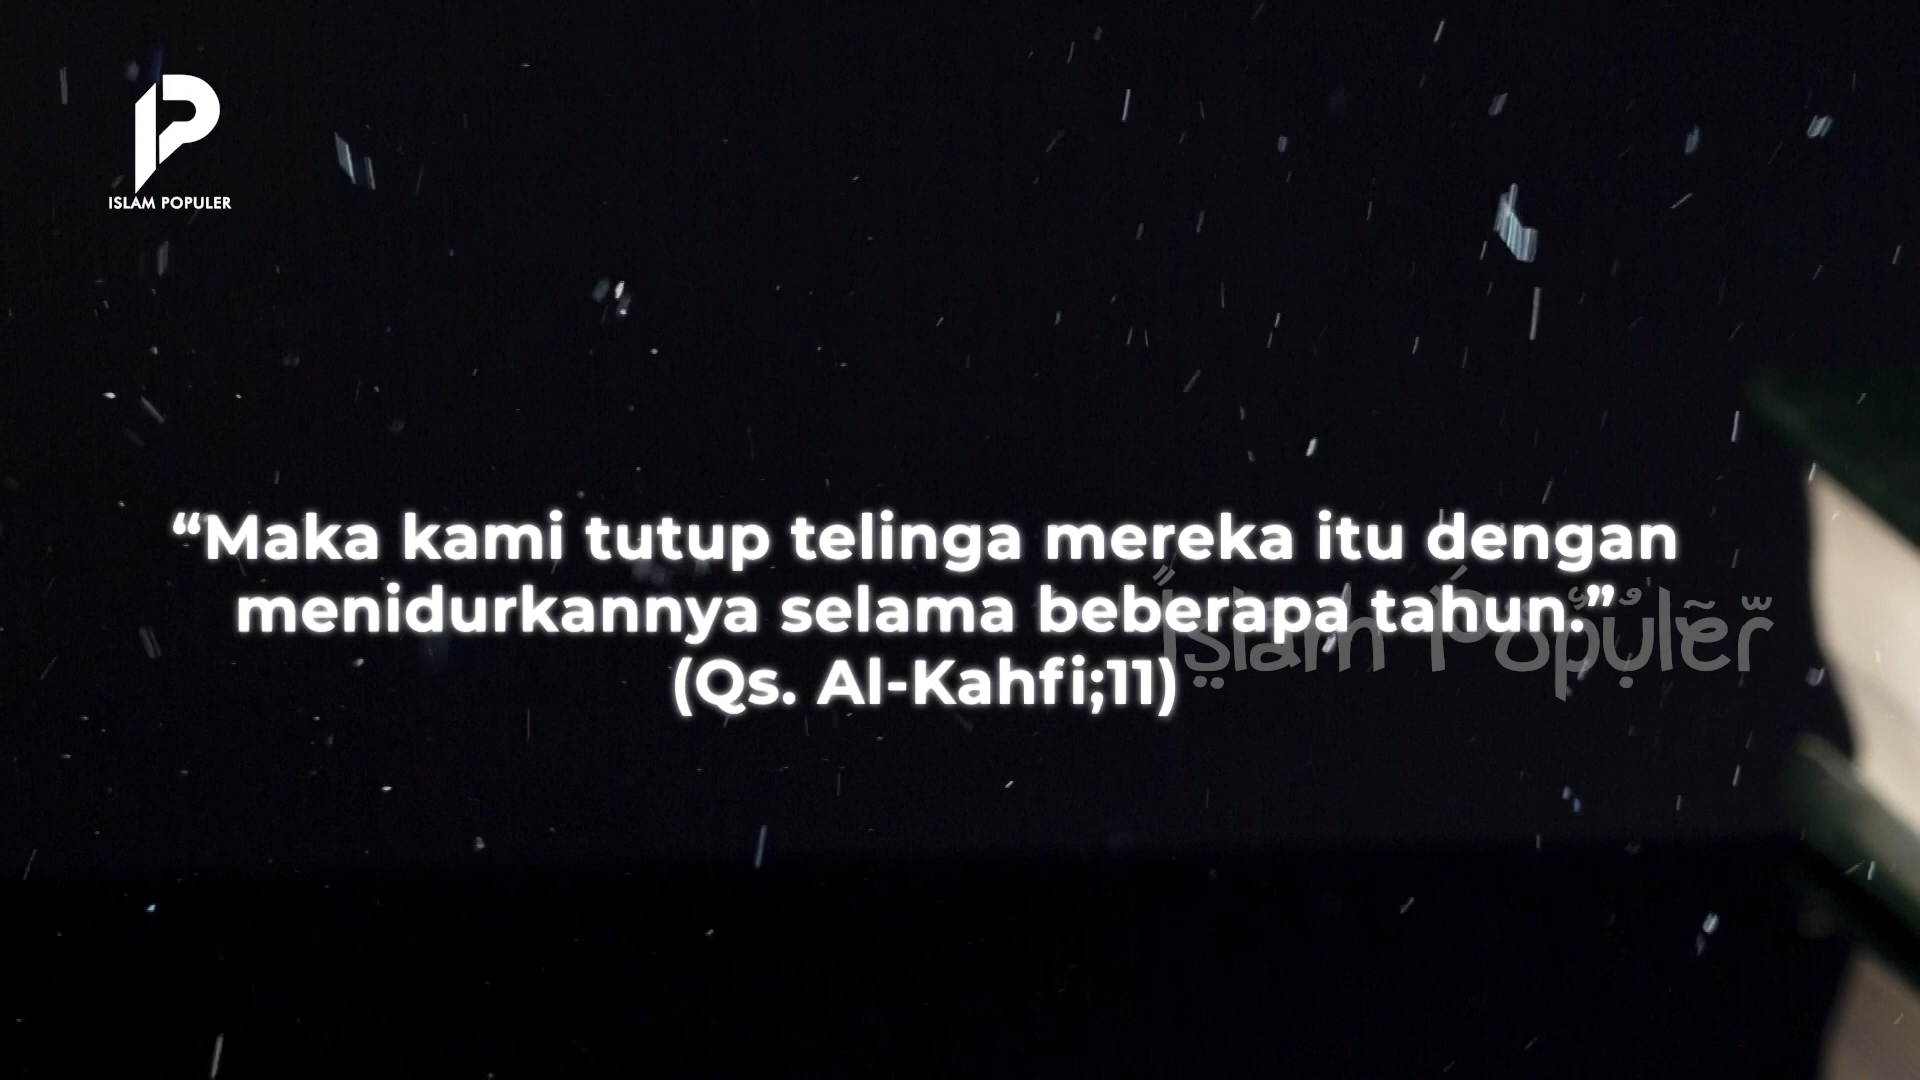 ISLAM POPULER
“Maka kami tutup telinga mereka itu dengan
menidurkannya selama beberapa tahun.”
(Qs. Al-Kahfi;11)
Islam Populer